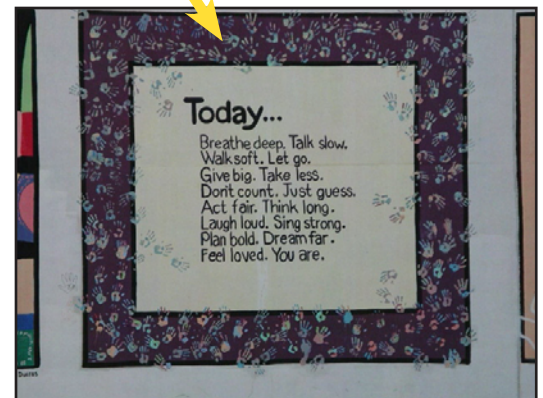 Today...
Breathe deep. Talk slow.
Walk soft. Let go.
Give big. Take less.
Don't count. Just guess.
Act fair. Think long.
Laugh loud. Sing strong.
Plan bold. Dream far.
Feel loved. You are.